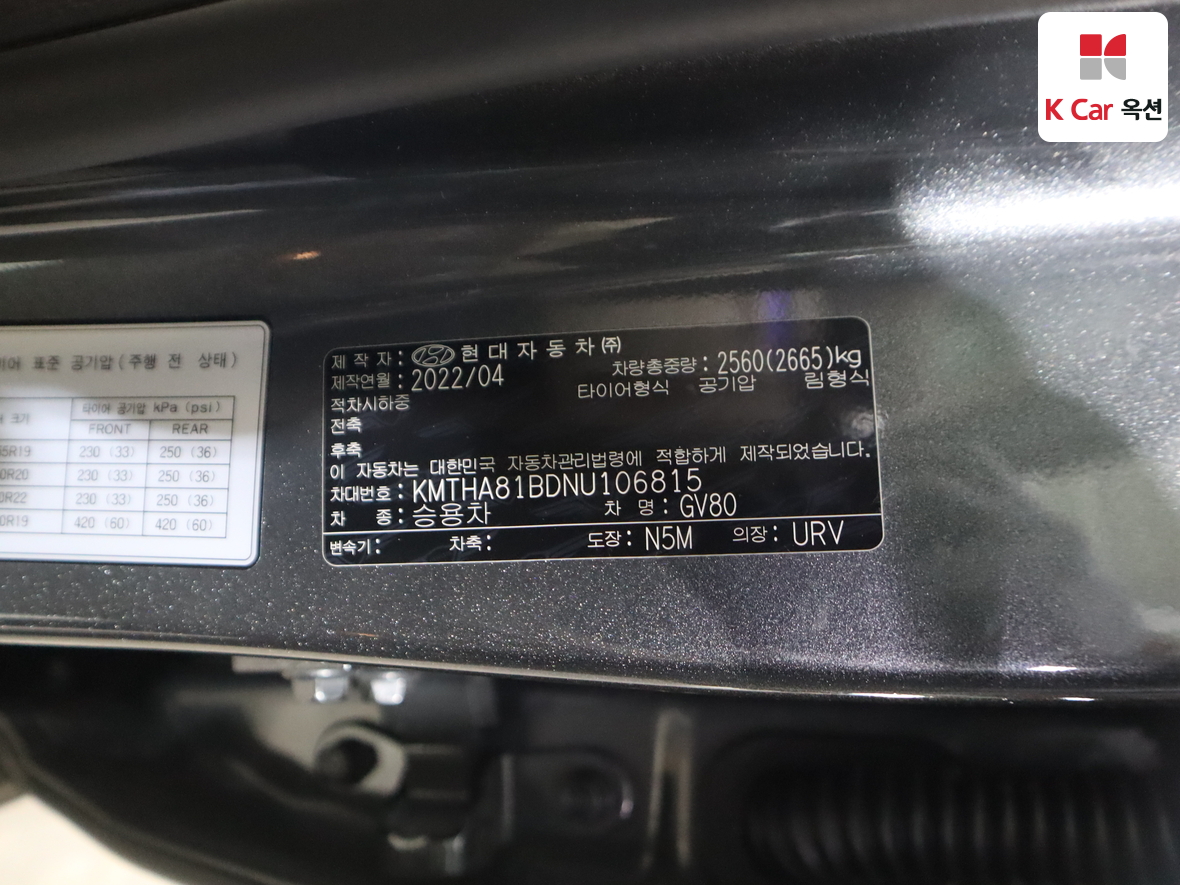 K Car 옥션
이어 표준 공기압(주행 전 상태)
크기 타이어 공기압 kPa (psi)
FRONT REAR
5R19 230 (33) 250 (36)
0R20 230 (33) 250 (36)
0R22 230 (33) 250 (36)
0R19 420 (60) 420 (60)
제 작 자 : 현대자동차㈜
차량총중량 : 2560(2665)kg
제작연월 : 2022/04
타이어형식 공기압 림형식
적차시하중
전축
후축
이 자동차는 대한민국 자동차관리법령에 적합하게 제작되었습니다.
차대번호 : KMTHA81BDNU106815
차 종 : 승용차 차 명 : GV80
변속기 : 차축 : 도장 : N5M 의장 : URV